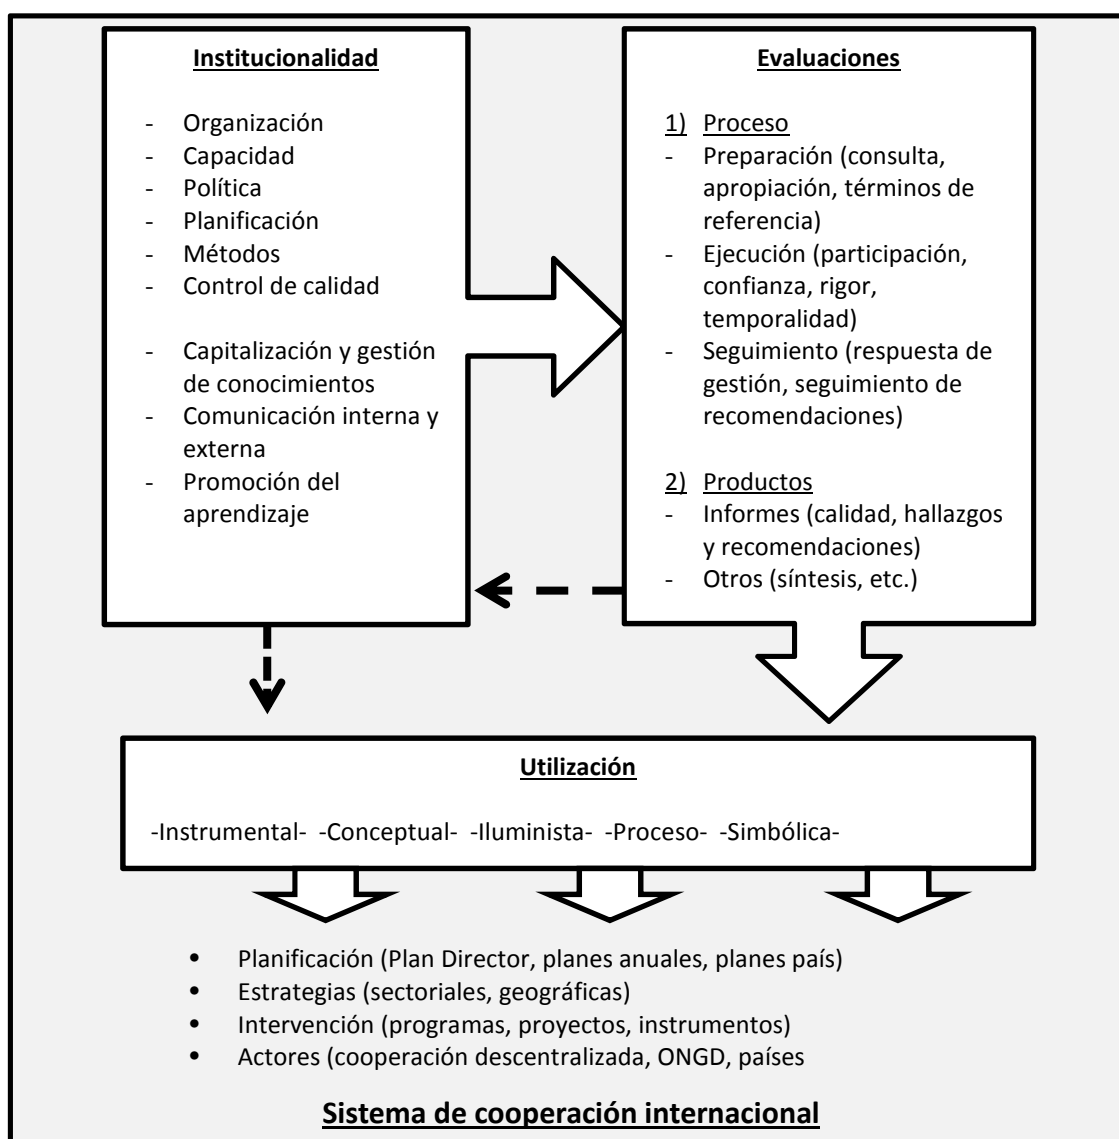 Institucionalidad
- Organización
- Capacidad
- Política
- Planificación
- Métodos
- Control de calidad
- Capitalización y gestión
de conocimientos
- Comunicación interna y
externa
- Promoción del
aprendizaje
Evaluaciones
1) Proceso
- Preparación (consulta,
apropiación, términos de
referencia)
- Ejecución (participación,
confianza, rigor,
temporalidad)
- Seguimiento (respuesta de
gestión, seguimiento de
recomendaciones)
2) Productos
- Informes (calidad, hallazgos
y recomendaciones)
- Otros (síntesis, etc.)
Utilización
-Instrumental- -Conceptual- -Iluminista- -Proceso- -Simbólica-
• Planificación (Plan Director, planes anuales, planes país)
• Estrategias (sectoriales, geográficas)
• Intervención (programas, proyectos, instrumentos)
• Actores (cooperación descentralizada, ONGD, países
Sistema de cooperación internacional